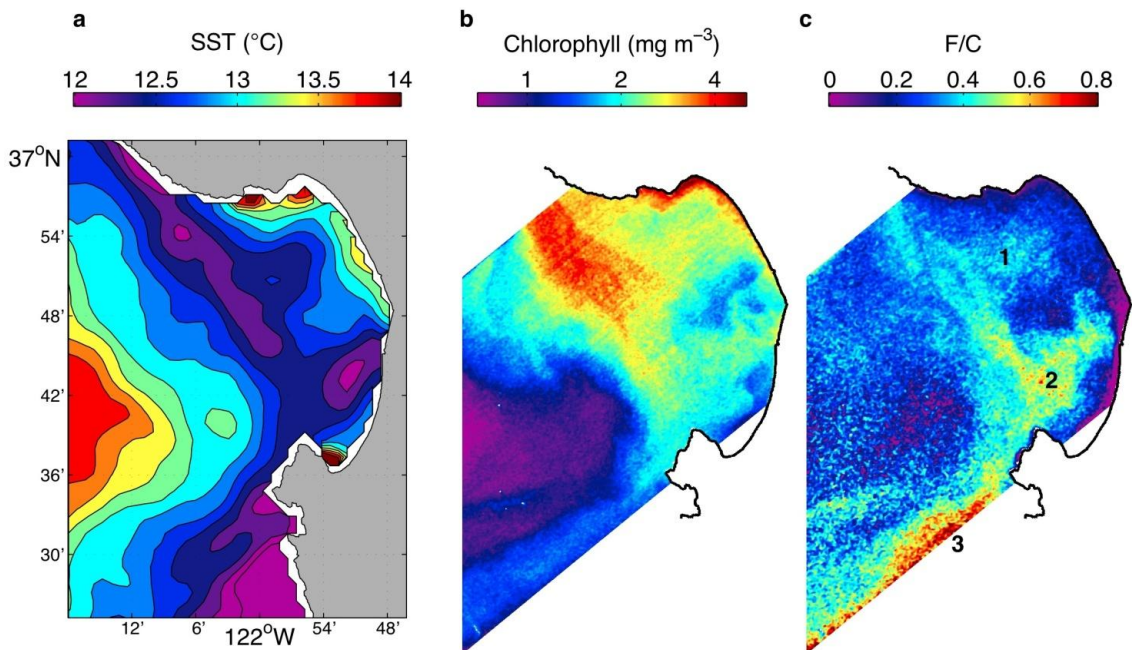 a
SST (°C)
12 12.5 13 13.5 14
37°N
54'
48'
42'
36'
30'
12' 6' 122°W 54' 48'
b
Chlorophyll (mg m⁻³)
1 2 4
c
F/C
0 0.2 0.4 0.6 0.8
1
2
3